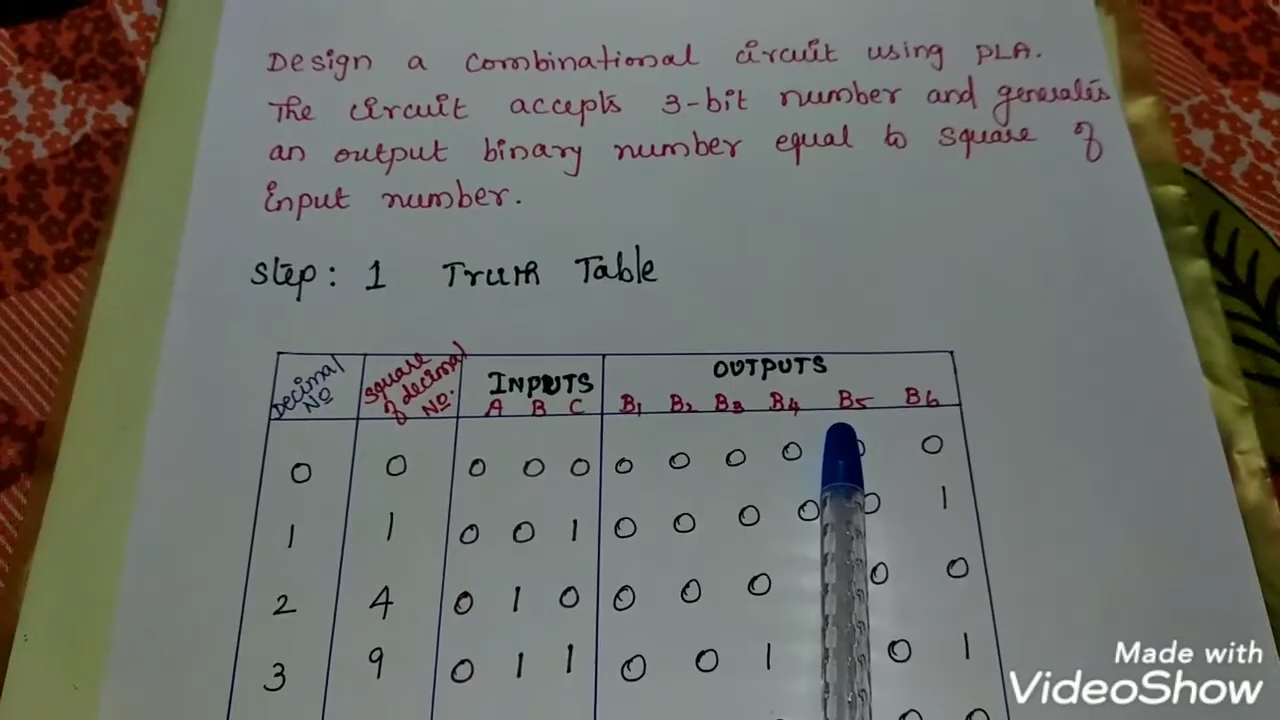 Design a combinational circuit using PLA.
The circuit accepts 3-bit number and generates
an output binary number equal to square of
input number.
Step: 1 Truth Table
Decimal No
Square of decimal No.
INPUTS
OUTPUTS
A B C B1 B2 B3 B4 B5 B6
0 0 0 0 0 0 0 0 0 0
1 1 0 0 1 0 0 0 0 0 1
2 4 0 1 0 0 0 0 0 0
3 9 0 1 1 0 0 1 0 1
Made with
VideoShow